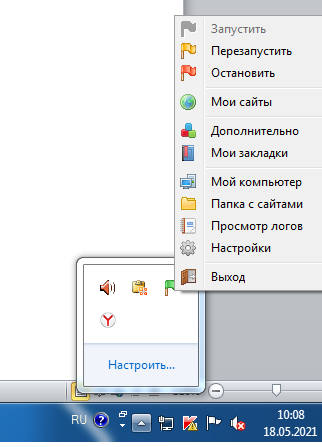 Запустить
Перезапустить
Остановить
Мои сайты
Дополнительно
Мои закладки
Мой компьютер
Папка с сайтами
Просмотр логов
Настройки
Выход
Настроить...
RU
10:08
18.05.2021